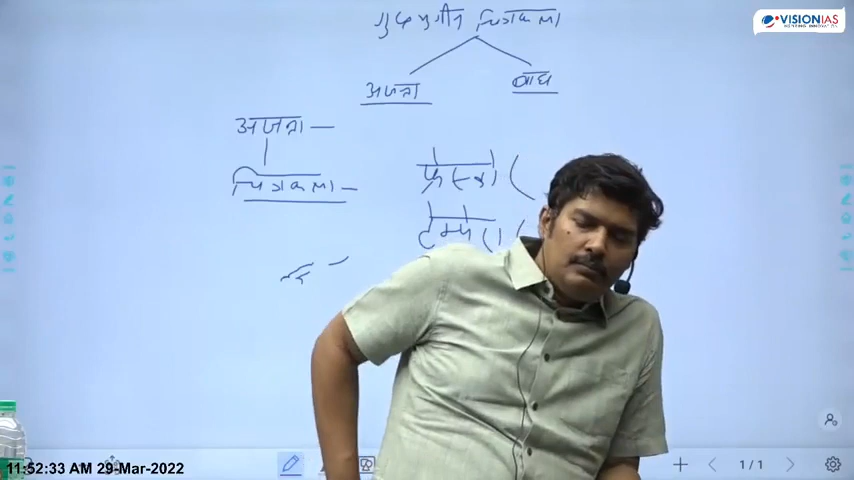 VISIONIAS
गुप्तयुगीन चित्रकला
अजन्ता
बाघ
अजन्ता —
चित्रकला —
फ्रेस्को (
टेम्पेरा (
1/1
11:52:33 AM 29-Mar-2022